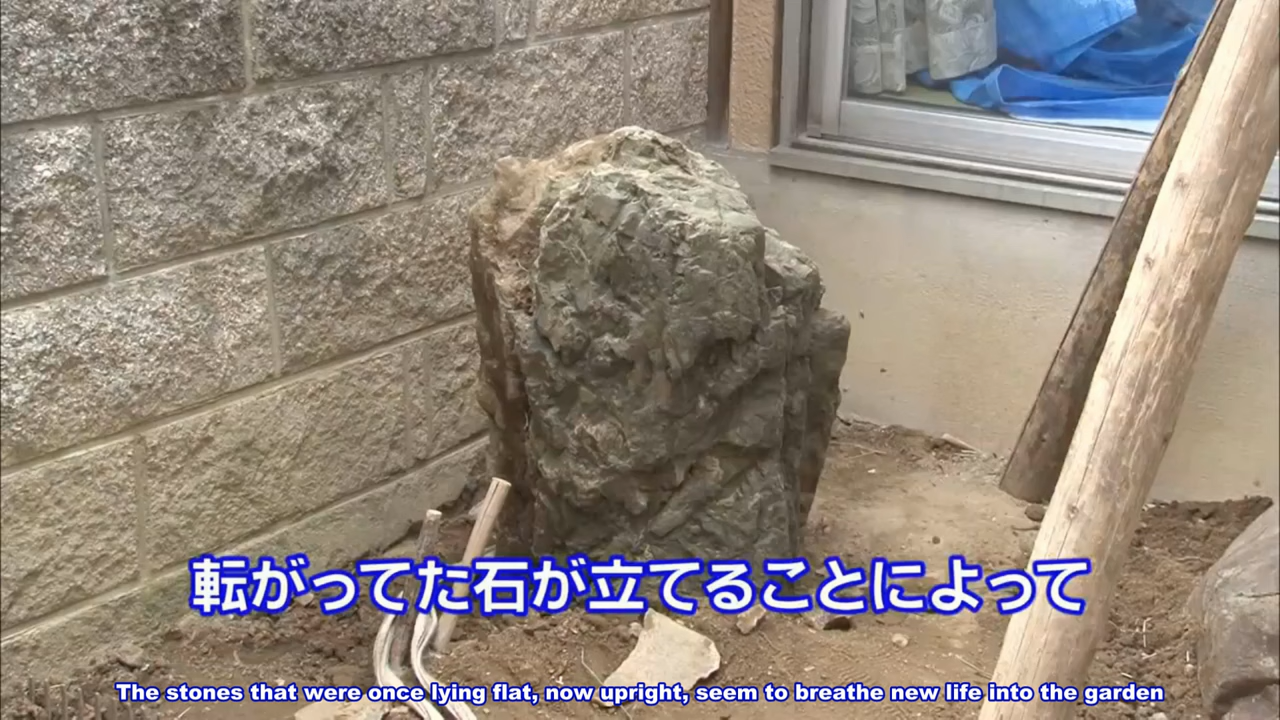 転がってた石が立てることによって
The stones that were once lying flat, now upright, seem to breathe new life into the garden